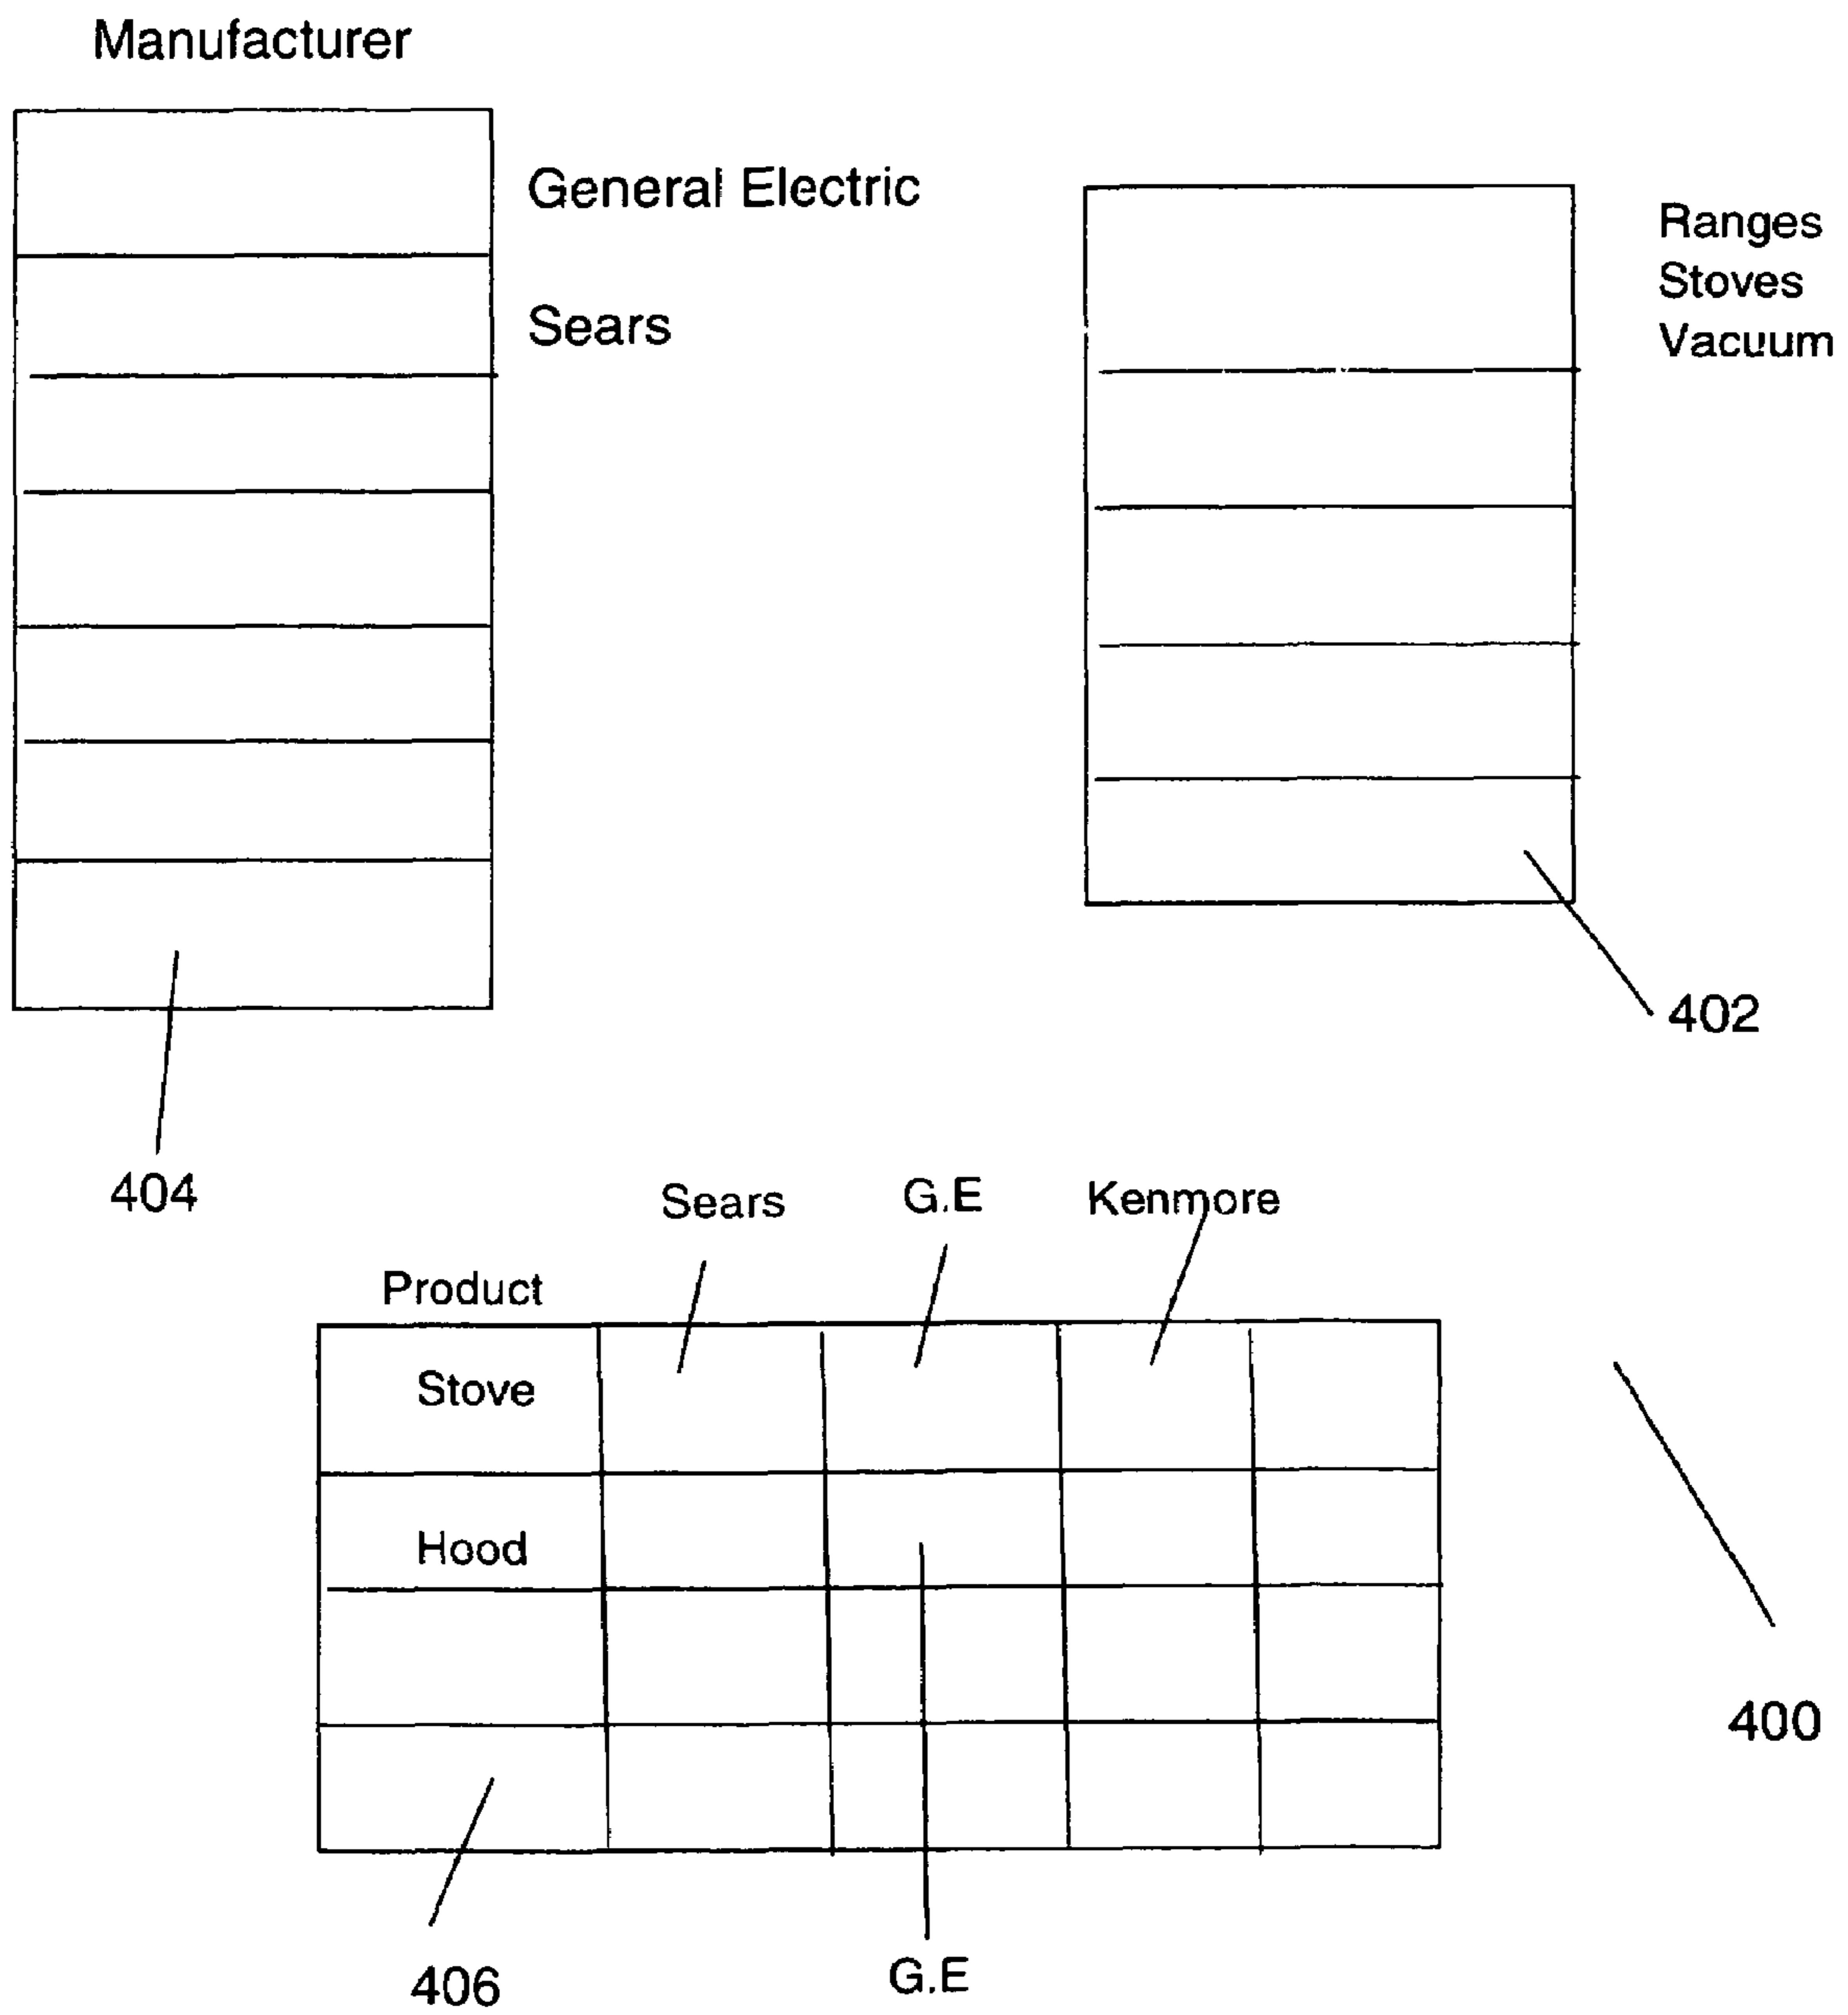 Manufacturer
General Electric
Sears
Ranges
Stoves
Vacuum
402
404
Sears
G.E
Kenmore
Product
Stove
Hood
400
406
G.E